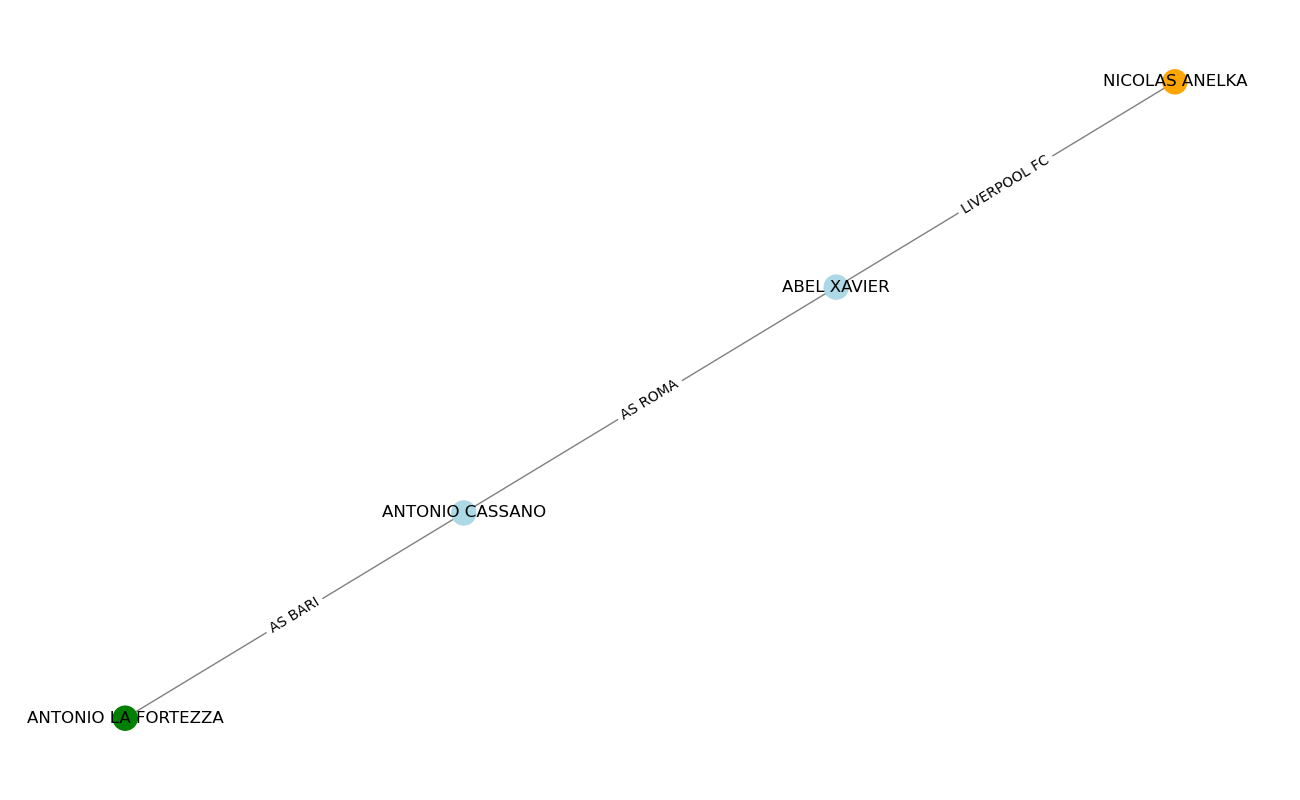 NICOLAS ANELKA
LIVERPOOL FC
ABEL XAVIER
AS ROMA
ANTONIO CASSANO
AS BARI
ANTONIO LA FORTEZZA